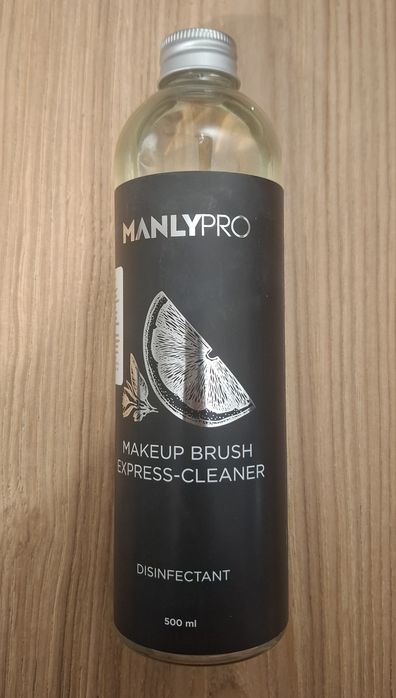 MANLYPRO
MAKEUP BRUSH
EXPRESS-CLEANER
DISINFECTANT
500 ml